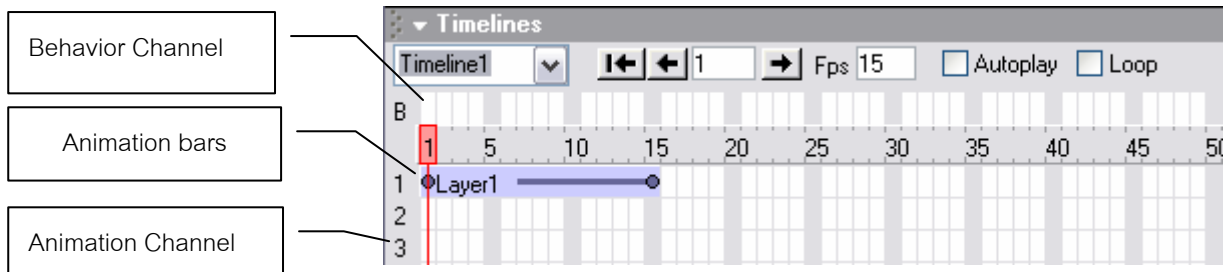 Timelines
Behavior Channel
Timeline1 1 Fps 15 Autoplay Loop
B
Animation bars
1 5 10 15 20 25 30 35 40 45 50
1 Layer1
2
Animation Channel
3